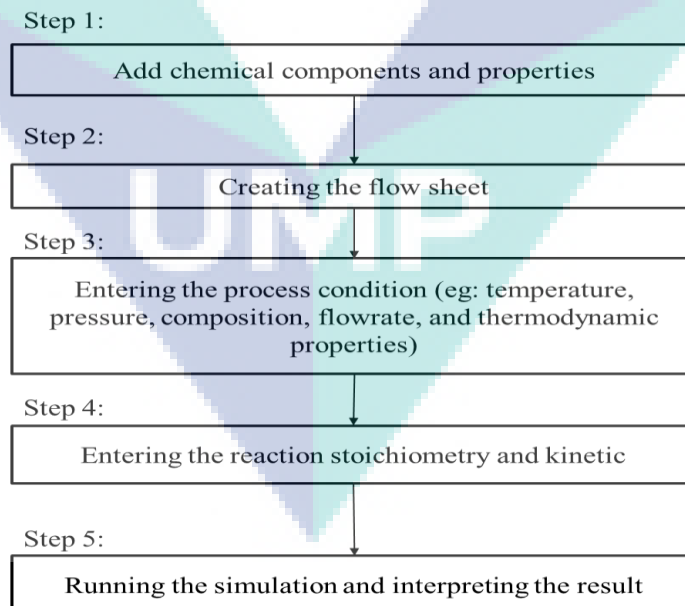 Step 1:
Add chemical components and properties
Step 2:
Creating the flow sheet
Step 3:
Entering the process condition (eg: temperature,
pressure, composition, flowrate, and thermodynamic
properties)
Step 4:
Entering the reaction stoichiometry and kinetic
Step 5:
Running the simulation and interpreting the result
UMP